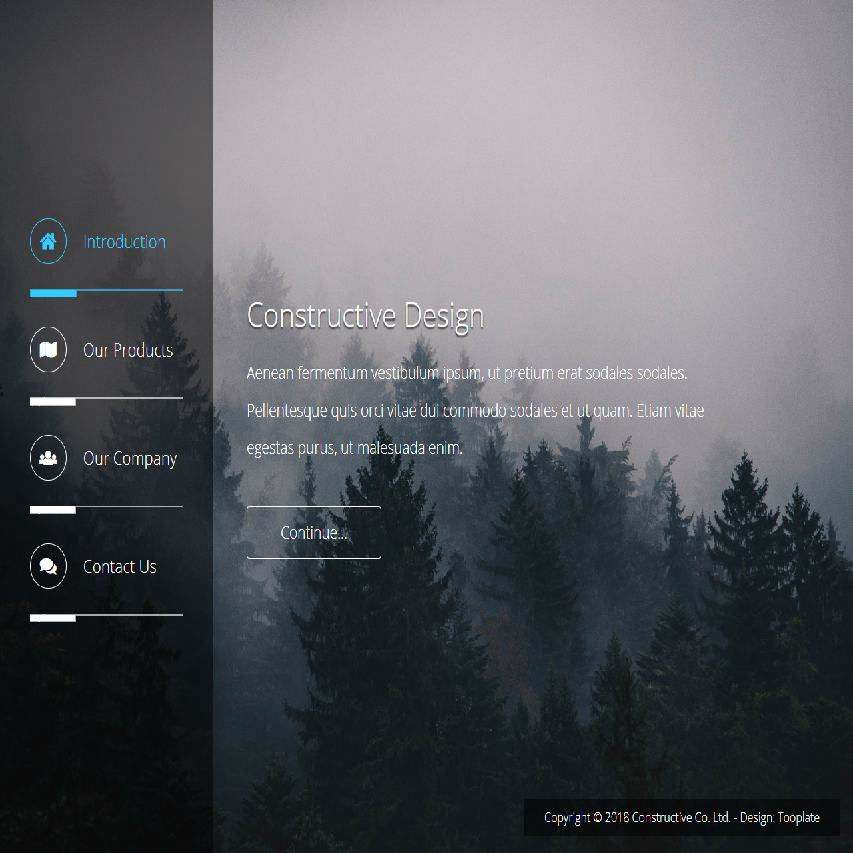 Introduction
Our Products
Our Company
Contact Us
Constructive Design
Aenean fermentum vestibulum ipsum, ut pretium erat sodales sodales.
Pellentesque quis orci vitae dui commodo sodales et ut quam. Etiam vitae
egestas purus, ut malesuada enim.
Continue...
Copyright © 2018 Constructive Co. Ltd. - Design: Tooplate